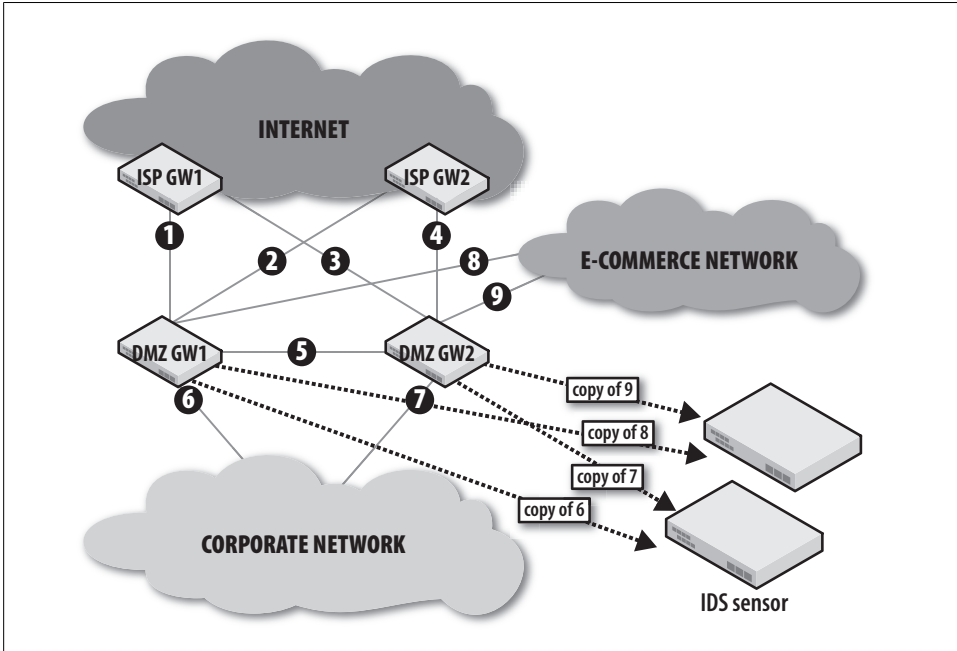 INTERNET
ISP GW1
ISP GW2
1
2
3
4
8
E-COMMERCE NETWORK
9
DMZ GW1
5
DMZ GW2
6
7
copy of 9
copy of 8
copy of 7
copy of 6
CORPORATE NETWORK
IDS sensor